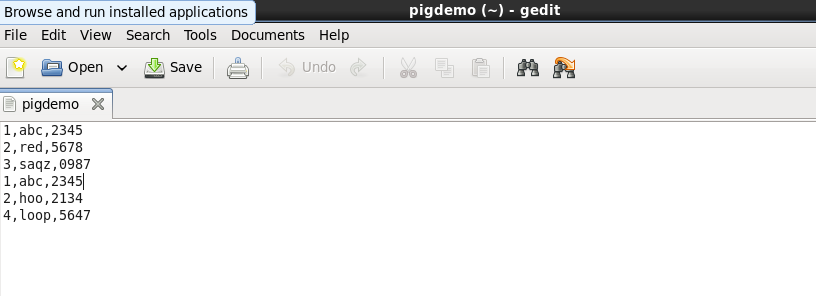 Browse and run installed applications
pigdemo (~) - gedit
File Edit View Search Tools Documents Help
Open Save Undo
pigdemo
1,abc,2345
2,red,5678
3,saqz,0987
1,abc,2345
2,hoo,2134
4,loop,5647